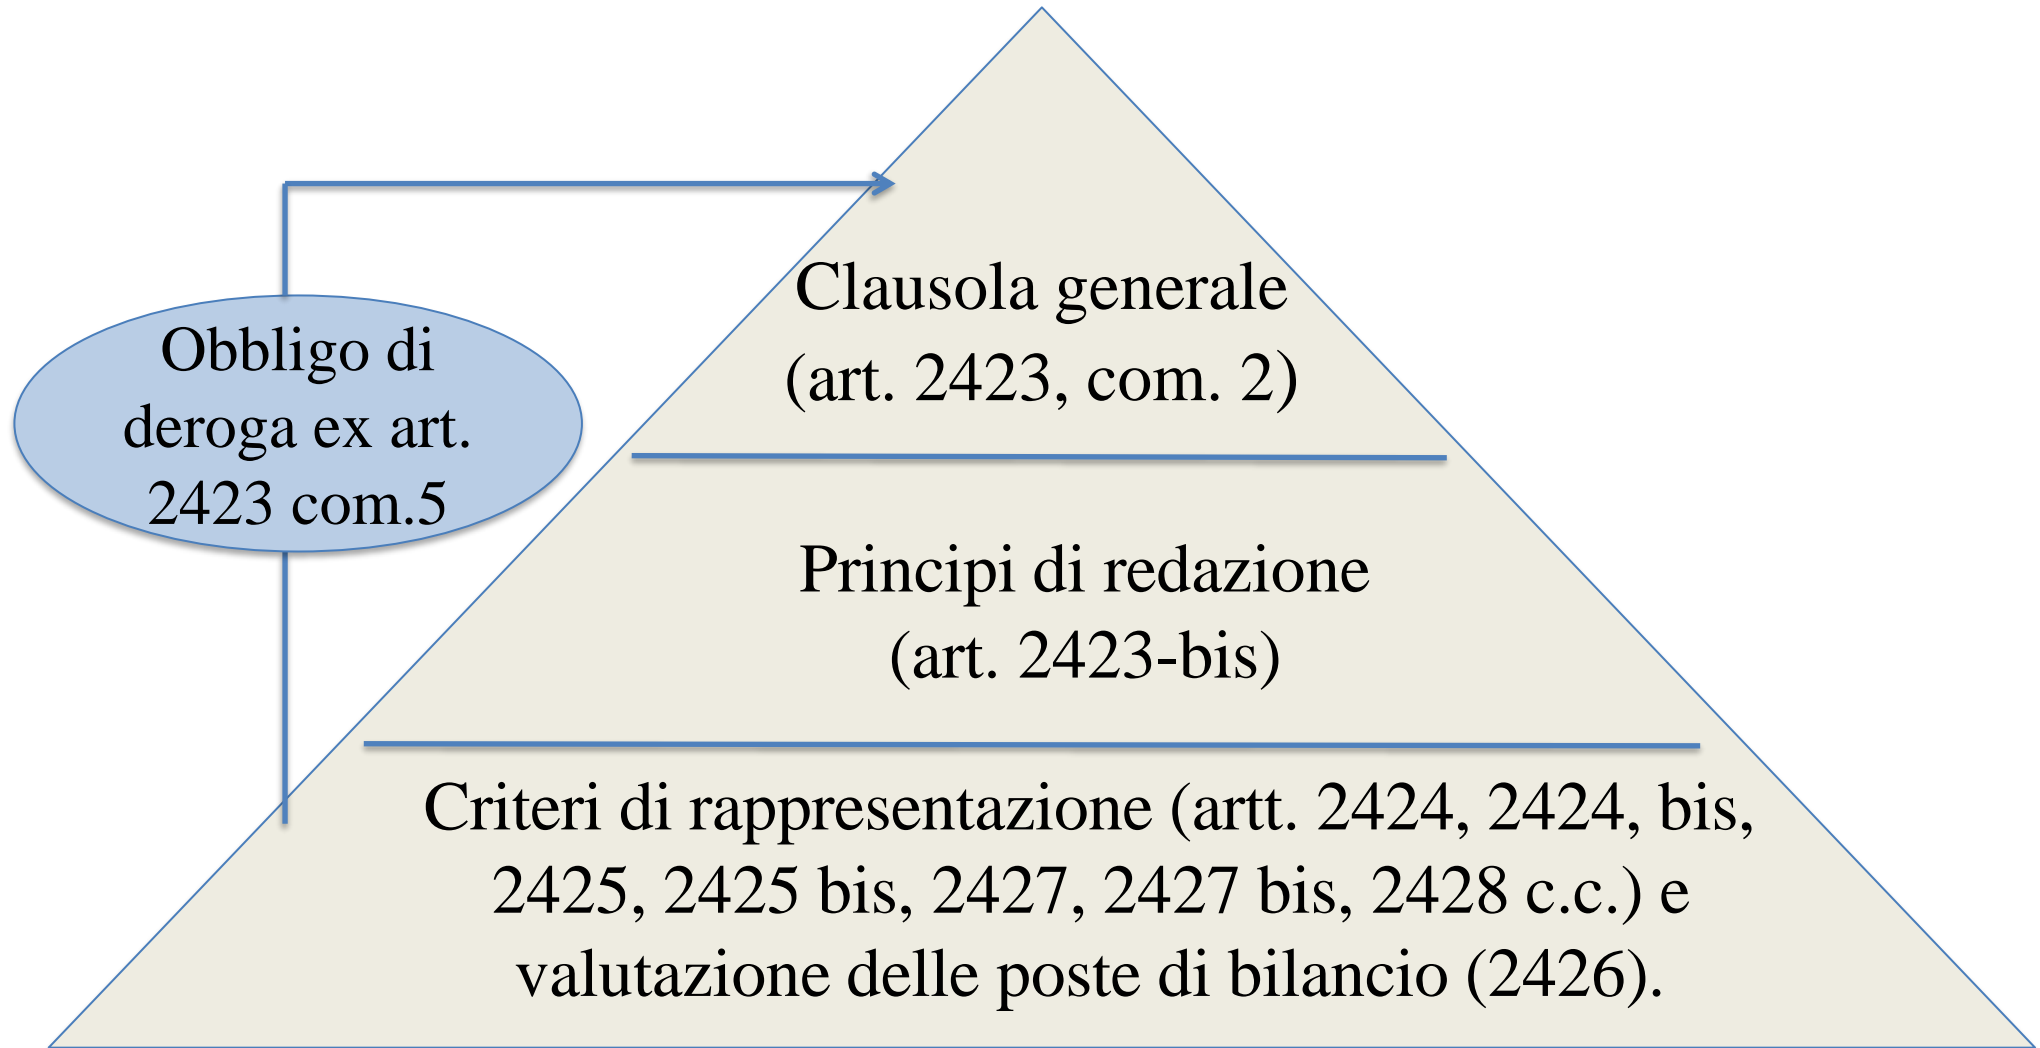 Clausola generale
(art. 2423, com. 2)
Obbligo di
deroga ex art.
2423 com.5
Principi di redazione
(art. 2423-bis)
Criteri di rappresentazione (artt. 2424, 2424, bis,
2425, 2425 bis, 2427, 2427 bis, 2428 c.c.) e
valutazione delle poste di bilancio (2426).